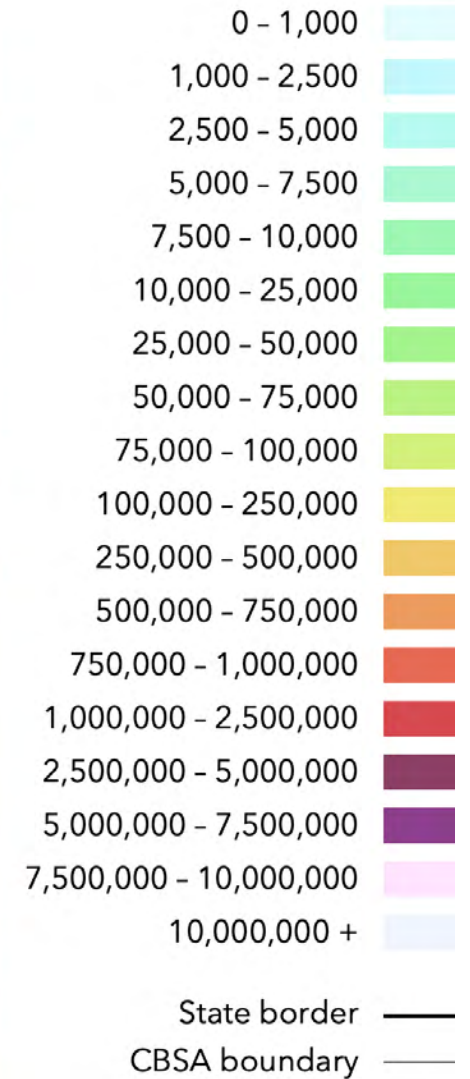 0 – 1,000
1,000 – 2,500
2,500 – 5,000
5,000 – 7,500
7,500 – 10,000
10,000 – 25,000
25,000 – 50,000
50,000 – 75,000
75,000 – 100,000
100,000 – 250,000
250,000 – 500,000
500,000 – 750,000
750,000 – 1,000,000
1,000,000 – 2,500,000
2,500,000 – 5,000,000
5,000,000 – 7,500,000
7,500,000 – 10,000,000
10,000,000 +
State border
CBSA boundary